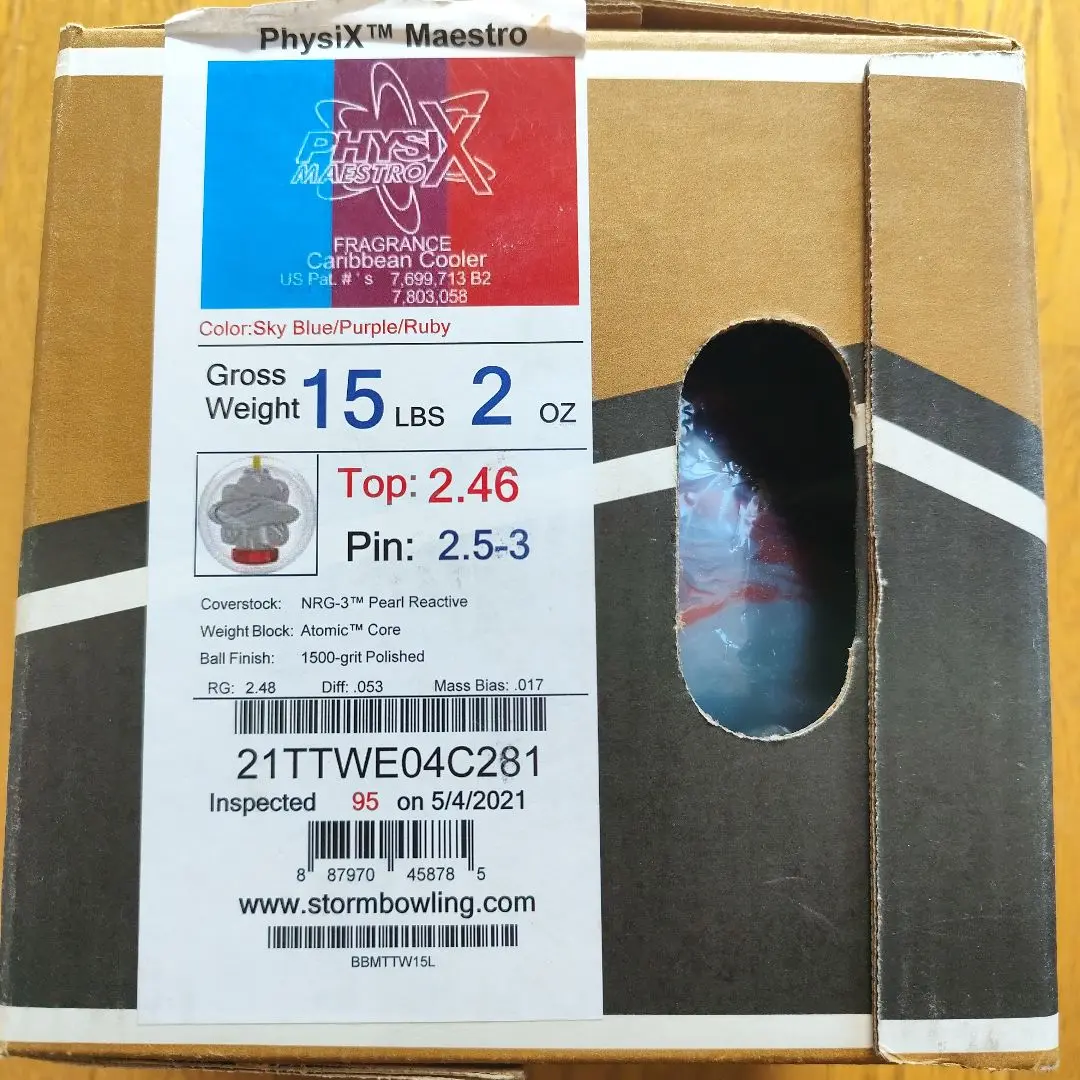 PhysiX™ Maestro
PHYSIX
MAESTRO
FRAGRANCE
Caribbean Cooler
US Pat. # ' s 7,699,713 B2
7,803,058
Color:Sky Blue/Purple/Ruby
Gross Weight 15 LBS 2 OZ
Top: 2.46
Pin: 2.5-3
Coverstock: NRG-3™ Pearl Reactive
Weight Block: Atomic™ Core
Ball Finish: 1500-grit Polished
RG: 2.48 Diff: .053 Mass Bias: .017
21TTWE04C281
Inspected 95 on 5/4/2021
8 87970 45878 5
www.stormbowling.com
BBMTTW15L